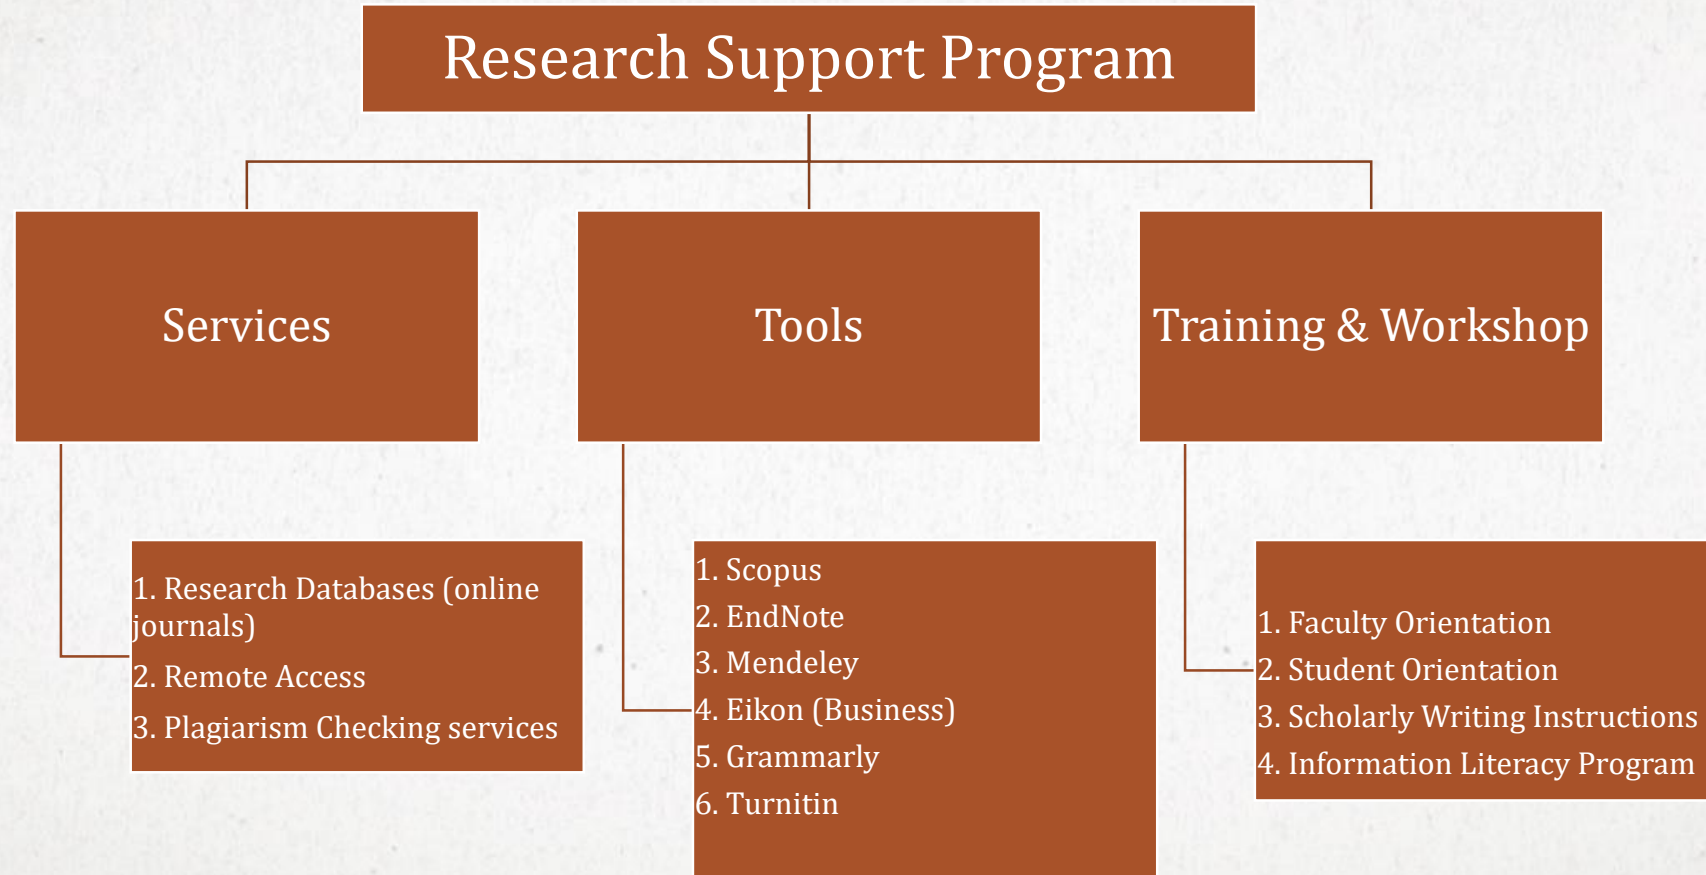 Research Support Program
Services
Tools
Training & Workshop
1. Research Databases (online
journals)
2. Remote Access
3. Plagiarism Checking services
1. Scopus
2. EndNote
3. Mendeley
4. Eikon (Business)
5. Grammarly
6. Turnitin
1. Faculty Orientation
2. Student Orientation
3. Scholarly Writing Instructions
4. Information Literacy Program